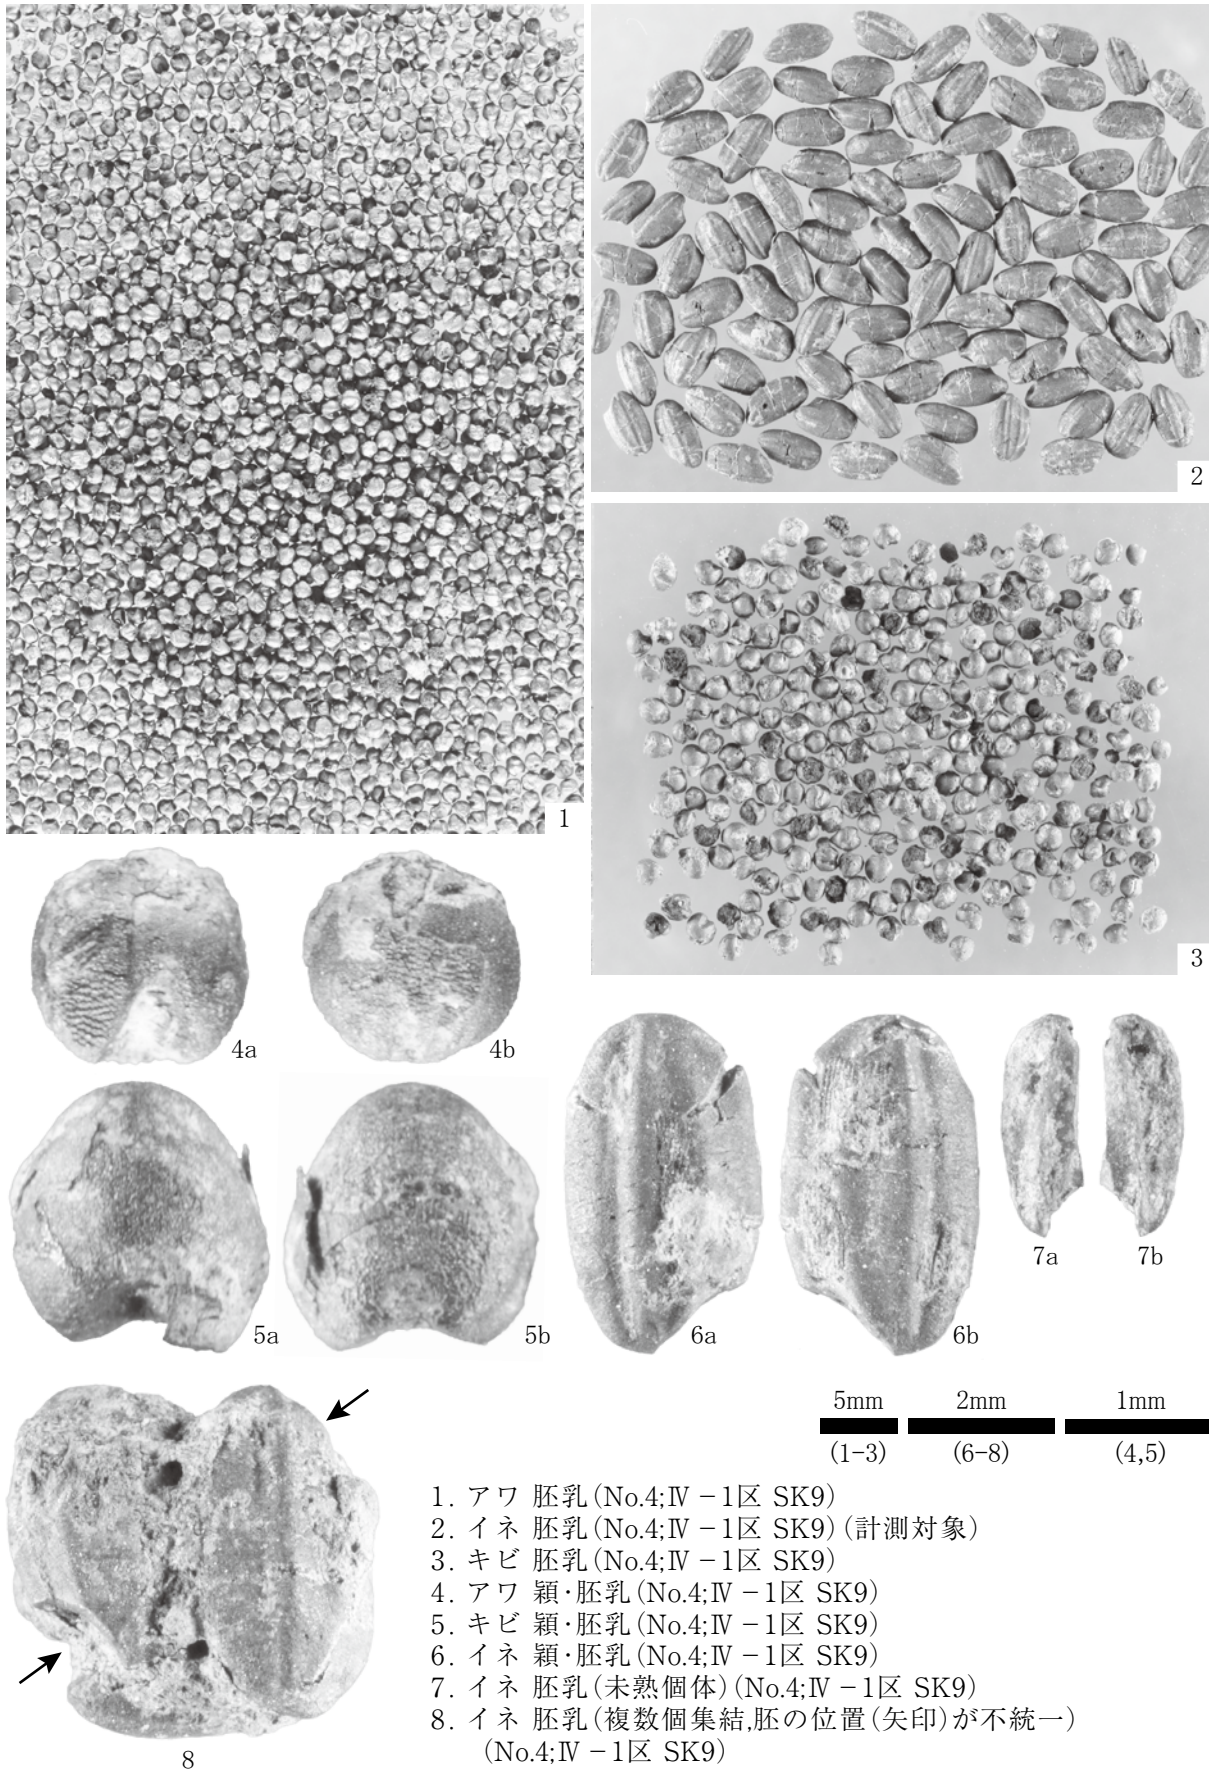 1
2
3
4a
4b
5a
5b
6a
6b
7a
7b
8
5mm 2mm 1mm
(1-3) (6-8) (4,5)
1. アワ 胚乳(No.4;Ⅳ－1区 SK9)
2. イネ 胚乳(No.4;Ⅳ－1区 SK9)(計測対象)
3. キビ 胚乳(No.4;Ⅳ－1区 SK9)
4. アワ 穎・胚乳(No.4;Ⅳ－1区 SK9)
5. キビ 穎・胚乳(No.4;Ⅳ－1区 SK9)
6. イネ 穎・胚乳(No.4;Ⅳ－1区 SK9)
7. イネ 胚乳(未熟個体)(No.4;Ⅳ－1区 SK9)
8. イネ 胚乳(複数個集結,胚の位置(矢印)が不統一)
(No.4;Ⅳ－1区 SK9)